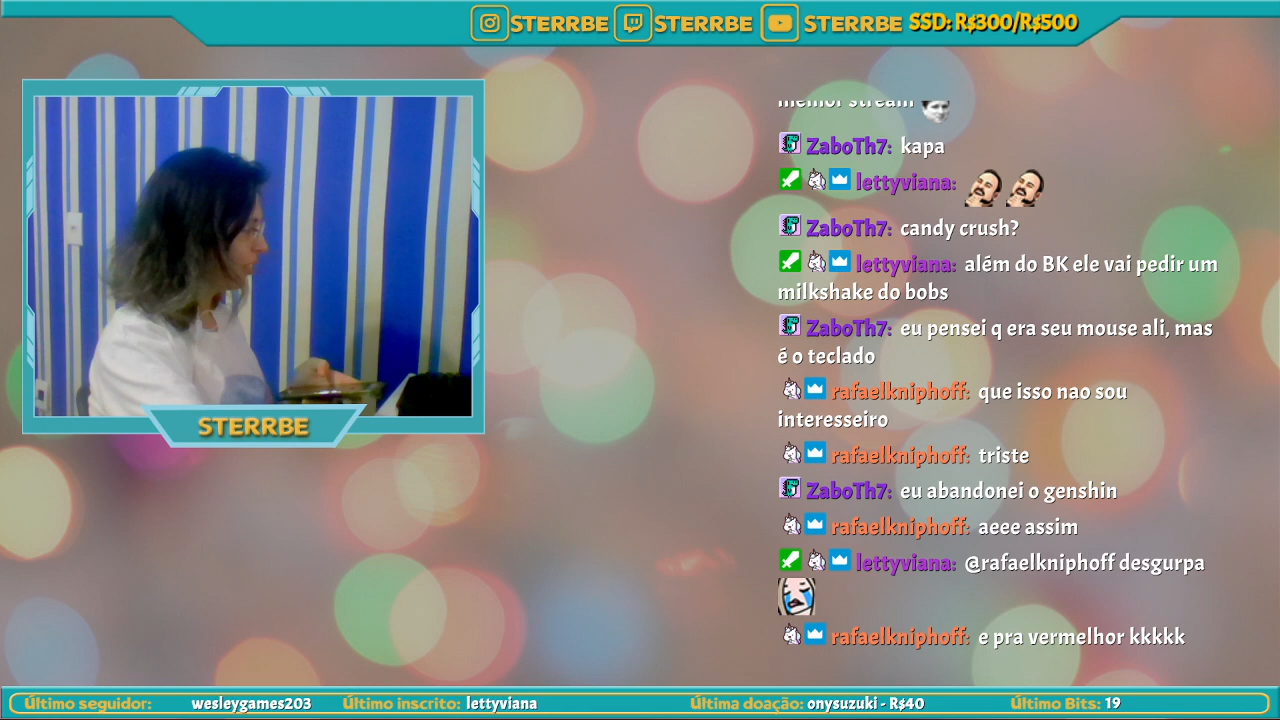 STERRBE STERRBE STERRBE SSD: R$300/R$500
melhor stream
ZaboTh7: kapa
lettyviana:
ZaboTh7: candy crush?
lettyviana: além do BK ele vai pedir um
milkshake do bobs
ZaboTh7: eu pensei q era seu mouse ali, mas
é o teclado
rafaelkniphoff: que isso nao sou
interesseiro
rafaelkniphoff: triste
ZaboTh7: eu abandonei o genshin
rafaelkniphoff: aeee assim
lettyviana: @rafaelkniphoff desgurpa
rafaelkniphoff: e pra vermelhor kkkkk
STERRBE
Último seguidor: wesleygames203 Último inscrito: lettyviana Última doação: onysuzuki - R$40 Último Bits: 19